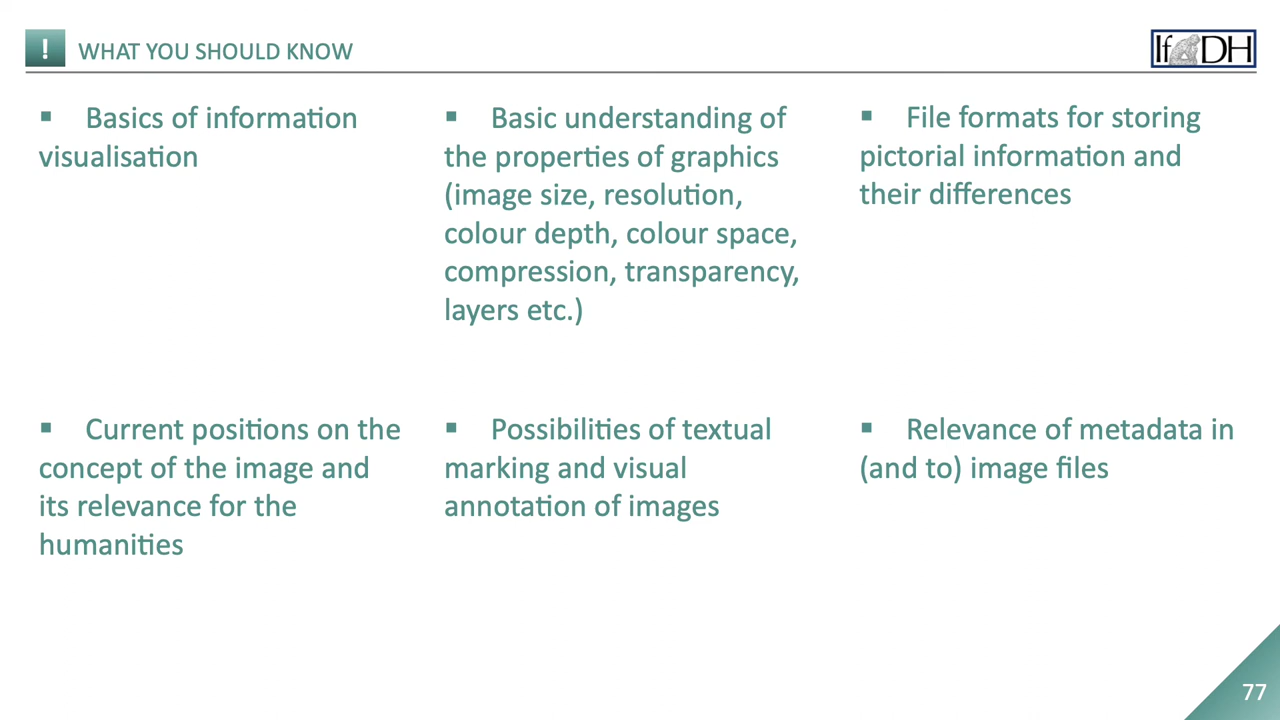 !
WHAT YOU SHOULD KNOW
If DH
▪ Basics of information
visualisation
▪ Basic understanding of
the properties of graphics
(image size, resolution,
colour depth, colour space,
compression, transparency,
layers etc.)
▪ File formats for storing
pictorial information and
their differences
▪ Current positions on the
concept of the image and
its relevance for the
humanities
▪ Possibilities of textual
marking and visual
annotation of images
▪ Relevance of metadata in
(and to) image files
77